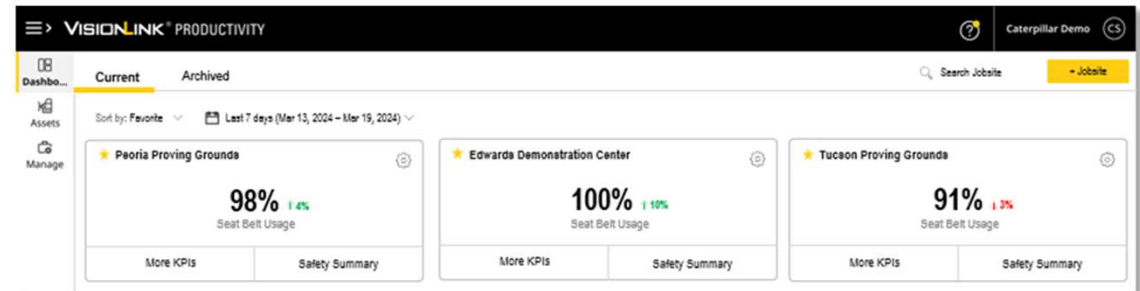 VISIONLINK® PRODUCTIVITY
? Caterpillar Demo CS
Dashbo...
Current Archived
Search Jobsite
+ Jobsite
Assets
Sort by: Favorite
Last 7 days (Mar 13, 2024 – Mar 19, 2024)
Manage
Peoria Proving Grounds
98% ↑ 4%
Seat Belt Usage
More KPIs Safety Summary
Edwards Demonstration Center
100% ↑ 10%
Seat Belt Usage
More KPIs Safety Summary
Tucson Proving Grounds
91% ↓ 3%
Seat Belt Usage
More KPIs Safety Summary